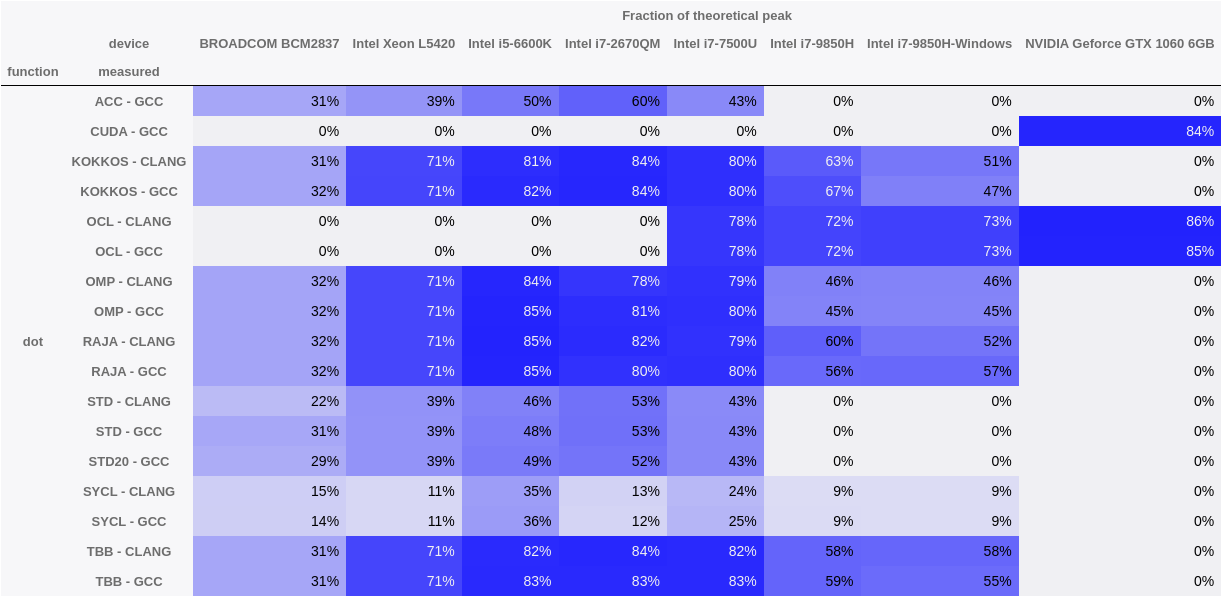 Fraction of theoretical peak
device BROADCOM BCM2837 Intel Xeon L5420 Intel i5-6600K Intel i7-2670QM Intel i7-7500U Intel i7-9850H Intel i7-9850H-Windows NVIDIA Geforce GTX 1060 6GB
function measured
ACC - GCC 31% 39% 50% 60% 43% 0% 0% 0%
CUDA - GCC 0% 0% 0% 0% 0% 0% 0% 84%
KOKKOS - CLANG 31% 71% 81% 84% 80% 63% 51% 0%
KOKKOS - GCC 32% 71% 82% 84% 80% 67% 47% 0%
OCL - CLANG 0% 0% 0% 0% 78% 72% 73% 86%
OCL - GCC 0% 0% 0% 0% 78% 72% 73% 85%
OMP - CLANG 32% 71% 84% 78% 79% 46% 46% 0%
OMP - GCC 32% 71% 85% 81% 80% 45% 45% 0%
dot RAJA - CLANG 32% 71% 85% 82% 79% 60% 52% 0%
RAJA - GCC 32% 71% 85% 80% 80% 56% 57% 0%
STD - CLANG 22% 39% 46% 53% 43% 0% 0% 0%
STD - GCC 31% 39% 48% 53% 43% 0% 0% 0%
STD20 - GCC 29% 39% 49% 52% 43% 0% 0% 0%
SYCL - CLANG 15% 11% 35% 13% 24% 9% 9% 0%
SYCL - GCC 14% 11% 36% 12% 25% 9% 9% 0%
TBB - CLANG 31% 71% 82% 84% 82% 58% 58% 0%
TBB - GCC 31% 71% 83% 83% 83% 59% 55% 0%